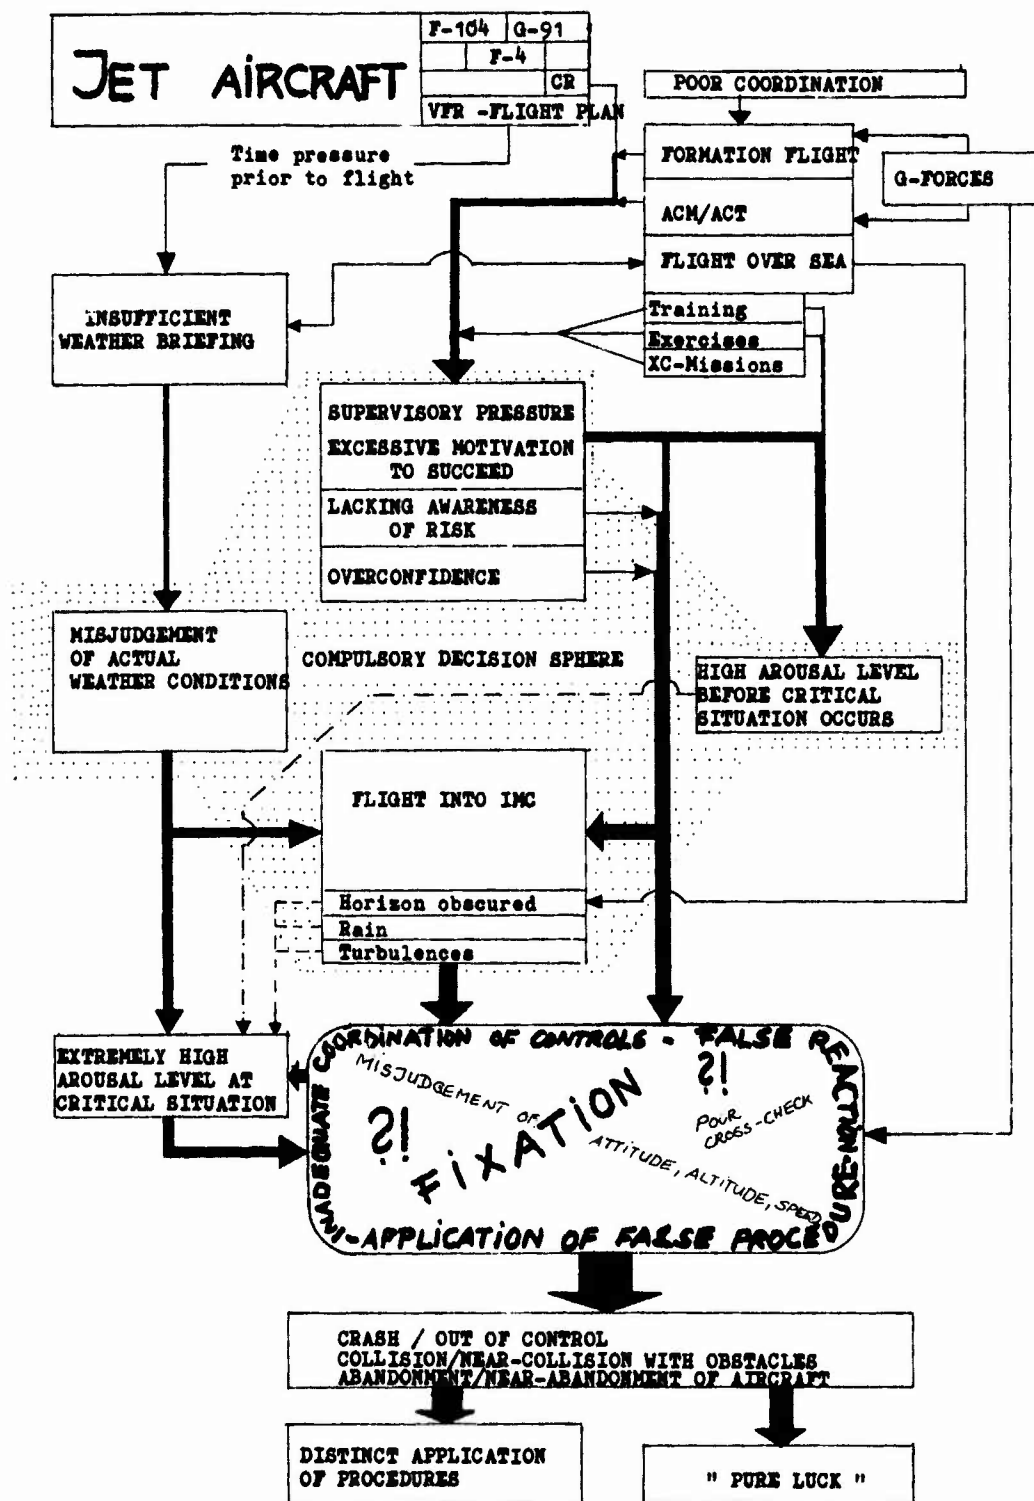 JET AIRCRAFT
F-104 G-91
F-4
CR
VFR -FLIGHT PLAN
POOR COORDINATION
Time pressure
prior to flight
FORMATION FLIGHT
G-FORCES
ACM/ACT
FLIGHT OVER SEA
INSUFFICIENT
WEATHER BRIEFING
Training
Exercises
XC-Missions
SUPERVISORY PRESSURE
EXCESSIVE MOTIVATION
TO SUCCEED
LACKING AWARENESS
OF RISK
OVERCONFIDENCE
MISJUDGEMENT
OF ACTUAL
WEATHER CONDITIONS
COMPULSORY DECISION SPHERE
HIGH AROUSAL LEVEL
BEFORE CRITICAL
SITUATION OCCURS
FLIGHT INTO IMC
Horizon obscured
Rain
Turbulences
EXTREMELY HIGH
AROUSAL LEVEL AT
CRITICAL SITUATION
INADEQUATE COORDINATION OF CONTROLS - FALSE REACTION-NOI
MISJUDGEMENT OF
ATTITUDE, ALTITUDE, SPEED
?!
?!
FIXATION
POUR
CROSS-CHECK
-APPLICATION OF FALSE PROCEDURE
CRASH / OUT OF CONTROL
COLLISION/NEAR-COLLISION WITH OBSTACLES
ABANDONMENT/NEAR-ABANDONMENT OF AIRCRAFT
DISTINCT APPLICATION
OF PROCEDURES
" PURE LUCK "